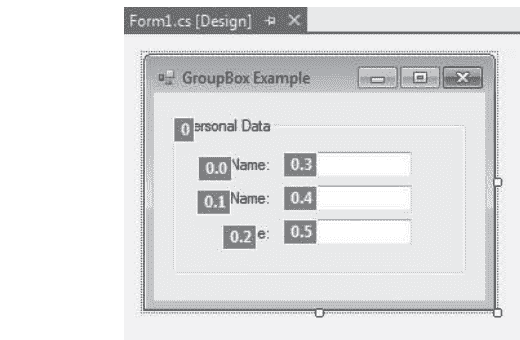 Form1.cs [Design]
GroupBox Example
0 ersonal Data
0.0 Name: 0.3
0.1 Name: 0.4
0.2 e: 0.5